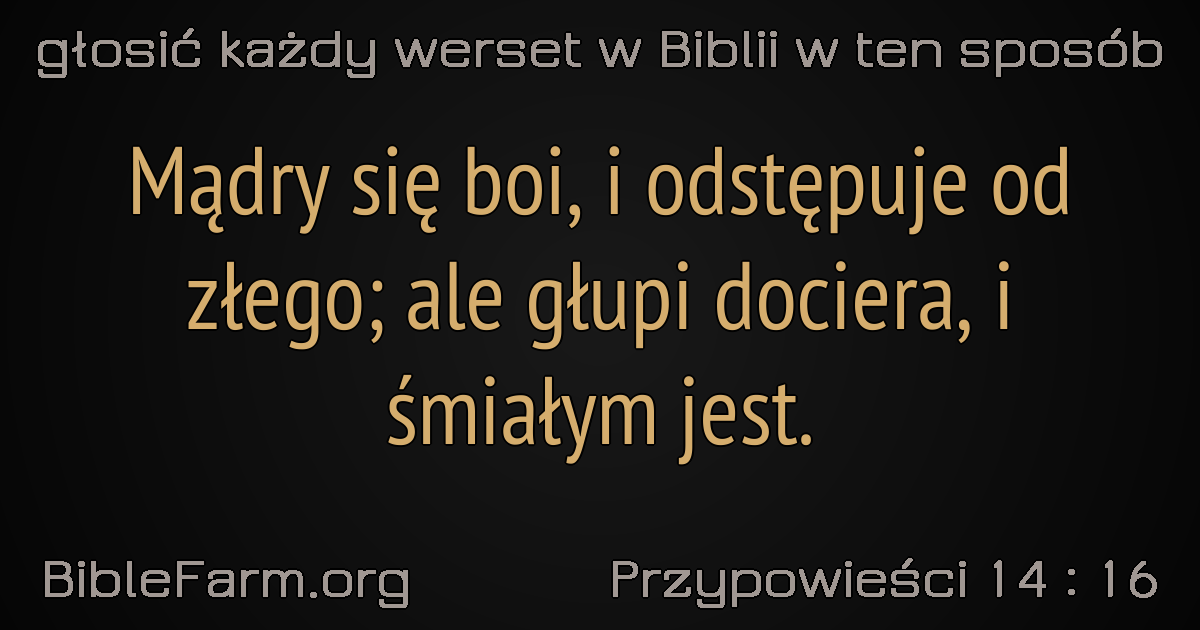 głosić każdy werset w Biblii w ten sposób
Mądry się boi, i odstępuje od
złego; ale głupi dociera, i
śmiałym jest.
BibleFarm.org
Przypowieści 14 : 16